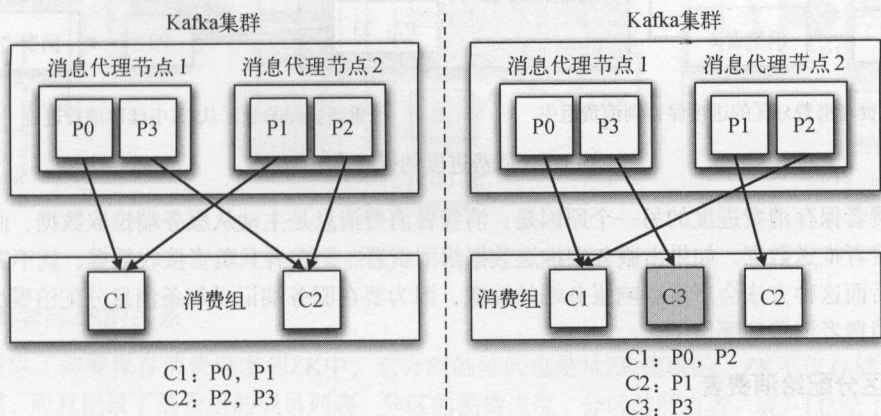 Kafka集群
消息代理节点1
消息代理节点2
P0
P3
P1
P2
C1
消费组
C2
C1：P0，P1
C2：P2，P3
Kafka集群
消息代理节点1
消息代理节点2
P0
P3
P1
P2
消费组
C1
C3
C2
C1：P0，P2
C2：P1
C3：P3